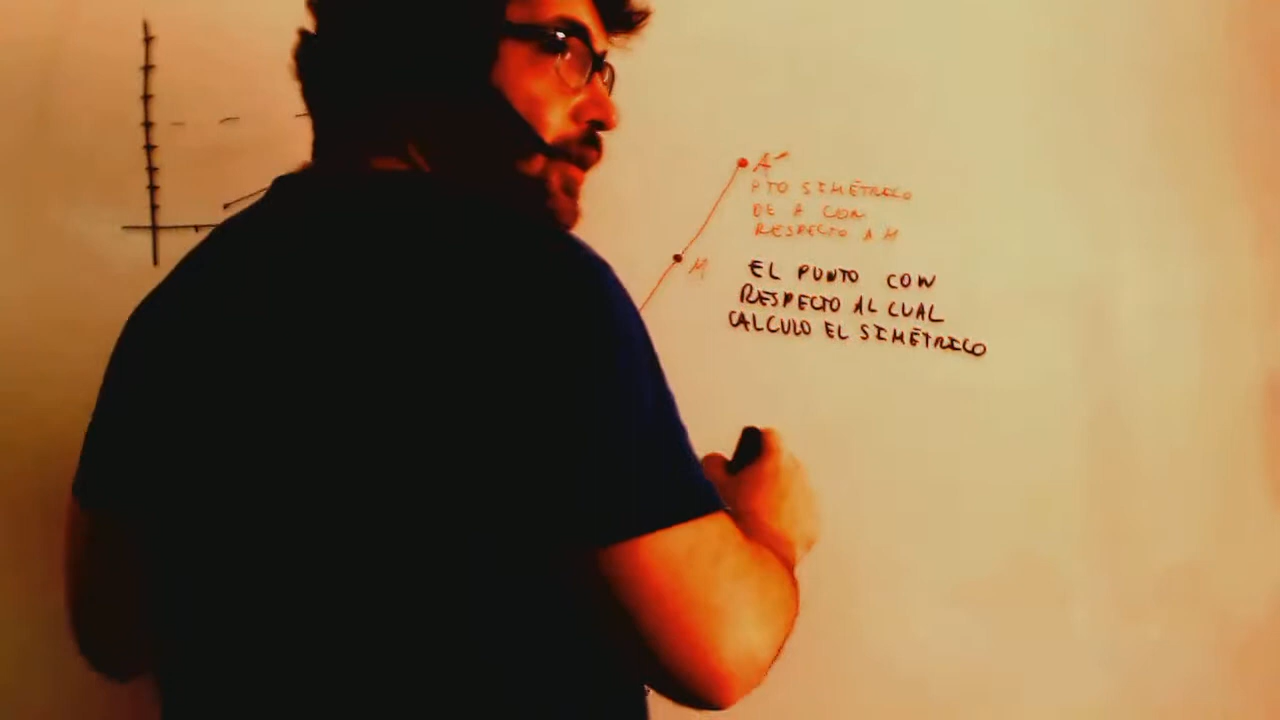 A´
PTO SIMÉTRICO
DE A CON
RESPECTO A M
M
EL PUNTO CON
RESPECTO AL CUAL
CALCULO EL SIMÉTRICO